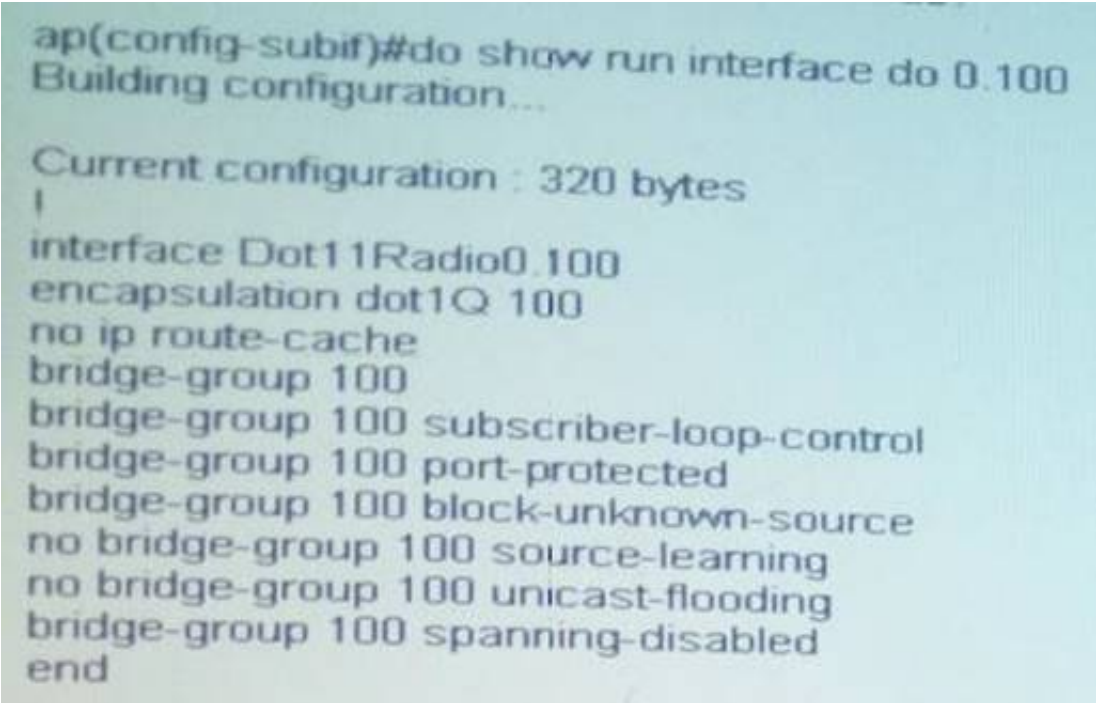 ap(config-subif)#do show run interface do 0.100
Building configuration...
Current configuration : 320 bytes
!
interface Dot11Radio0.100
encapsulation dot1Q 100
no ip route-cache
bridge-group 100
bridge-group 100 subscriber-loop-control
bridge-group 100 port-protected
bridge-group 100 block-unknown-source
no bridge-group 100 source-learning
no bridge-group 100 unicast-flooding
bridge-group 100 spanning-disabled
end